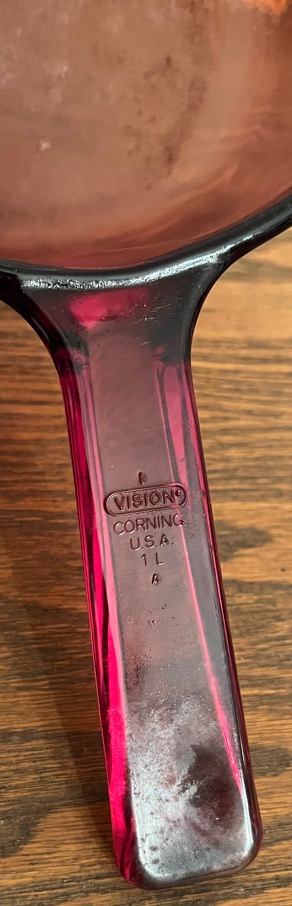 I
VISION®
CORNING
U.S.A.
1 L
A